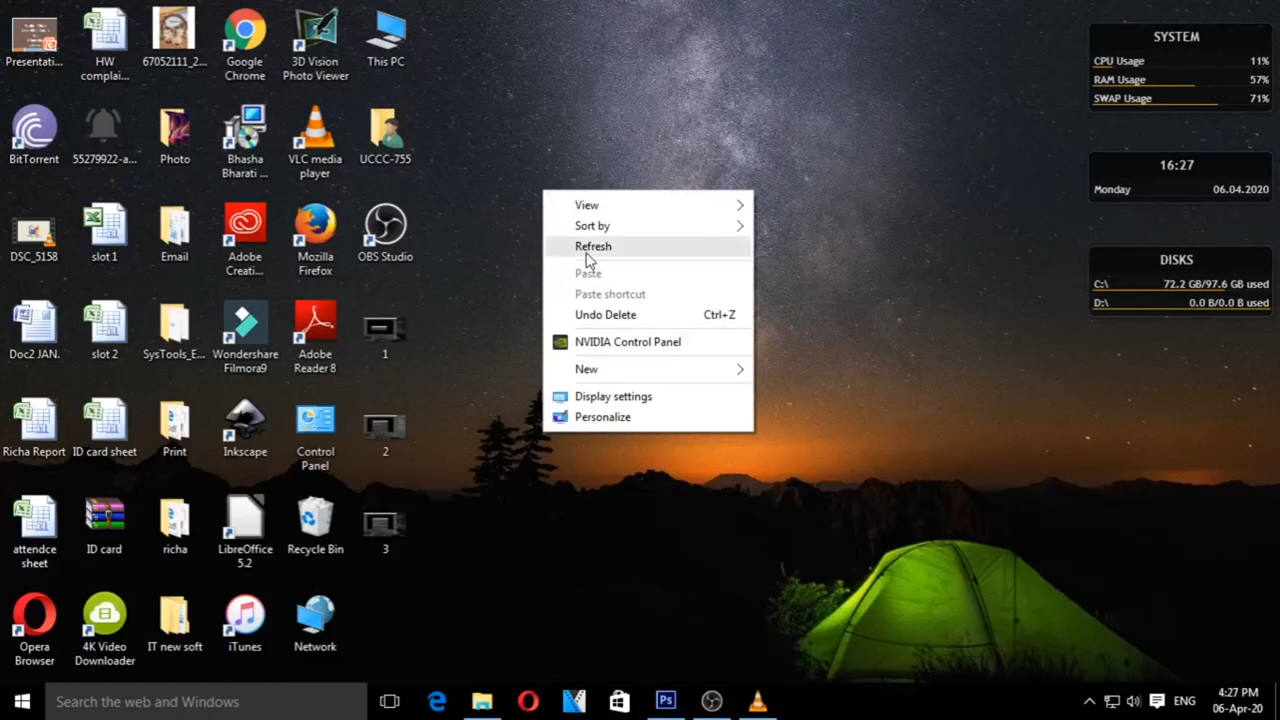 Presentati...
HW
complai...
67052111_2...
Google
Chrome
3D Vision
Photo Viewer
This PC
BitTorrent
55279922-a...
Photo
Bhasha
Bharati ...
VLC media
player
UCCC-755
DSC_5158
slot 1
Email
Adobe
Creati...
Mozilla
Firefox
OBS Studio
Doc2 JAN.
slot 2
SysTools_E...
Wondershare
Filmora9
Adobe
Reader 8
1
Richa Report
ID card sheet
Print
Inkscape
Control
Panel
2
attendce
sheet
ID card
richa
LibreOffice
5.2
Recycle Bin
3
Opera
Browser
4K Video
Downloader
IT new soft
iTunes
Network
View
Sort by
Refresh
Paste
Paste shortcut
Undo Delete Ctrl+Z
NVIDIA Control Panel
New
Display settings
Personalize
SYSTEM
CPU Usage 11%
RAM Usage 57%
SWAP Usage 71%
16:27
Monday 06.04.2020
DISKS
C:\ 72.2 GB/97.6 GB used
D:\ 0.0 B/0.0 B used
Search the web and Windows
Ps
ENG
4:27 PM
06-Apr-20